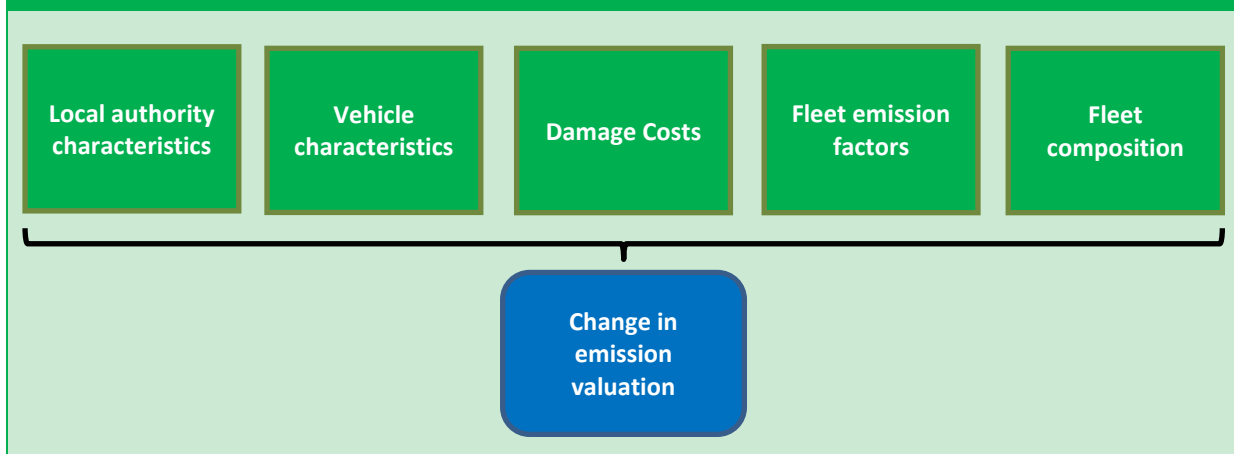 Local authority
characteristics
Vehicle
characteristics
Damage Costs
Fleet emission
factors
Fleet
composition
Change in
emission
valuation